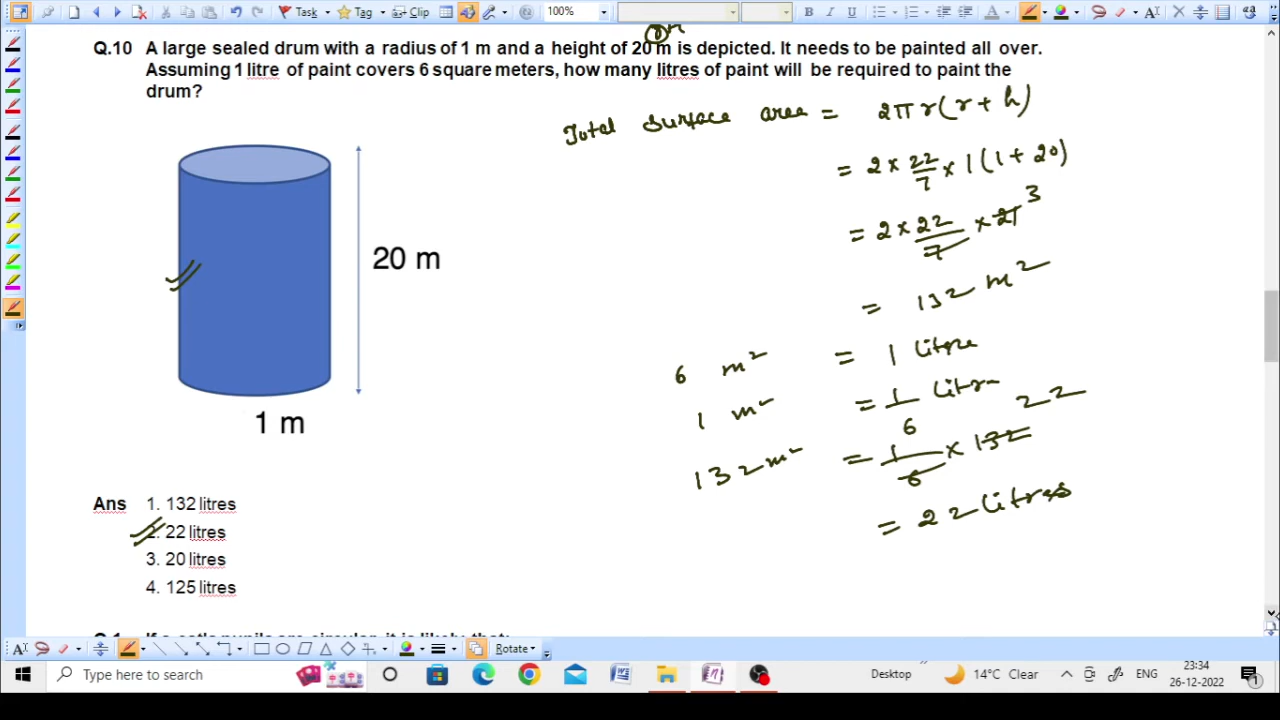 Task Tag Clip 100% B I U
Q.10 A large sealed drum with a radius of 1 m and a height of 20 m is depicted. It needs to be painted all over.
Assuming 1 litre of paint covers 6 square meters, how many litres of paint will be required to paint the
drum?
Total surface area = 2πr(r+h)
= 2 × 22/7 × 1(1+20)
= 2 × 22/7 × 21 3
= 132 m²
20 m
6 m² = 1 litre
1 m² = 1/6 litre
132 m² = 1/6 × 132 22
= 22 litres
1 m
Ans 1. 132 litres
2. 22 litres
3. 20 litres
4. 125 litres
Rotate
Type here to search
Desktop 14°C Clear ENG 23:34
26-12-2022